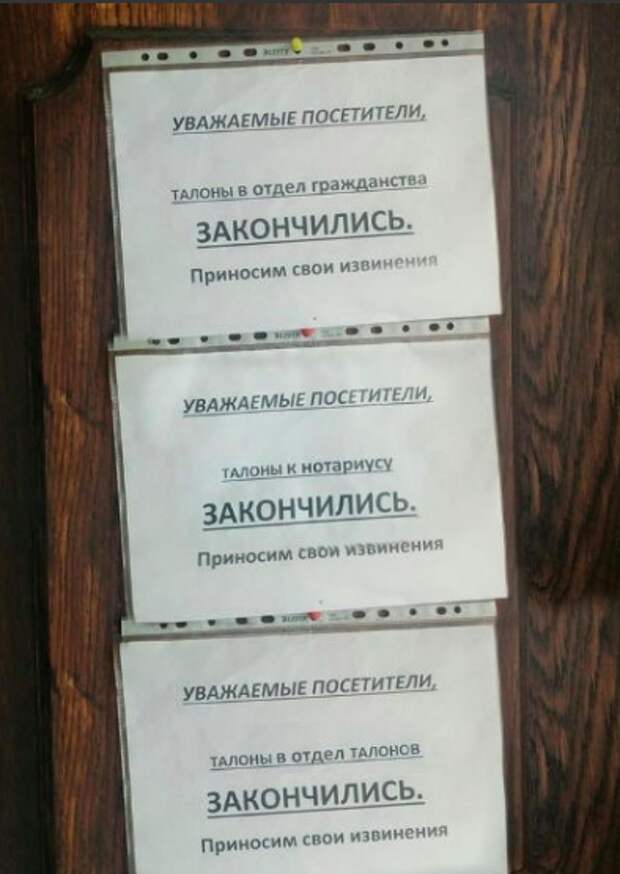 УВАЖАЕМЫЕ ПОСЕТИТЕЛИ,
ТАЛОНЫ В отдел гражданства
ЗАКОНЧИЛИСЬ.
Приносим свои извинения
УВАЖАЕМЫЕ ПОСЕТИТЕЛИ,
ТАЛОНЫ К НОТАРИУСУ
ЗАКОНЧИЛИСЬ.
Приносим свои извинения
УВАЖАЕМЫЕ ПОСЕТИТЕЛИ,
ТАЛОНЫ В отдел ТАЛОНОВ
ЗАКОНЧИЛИСЬ.
Приносим свои извинения